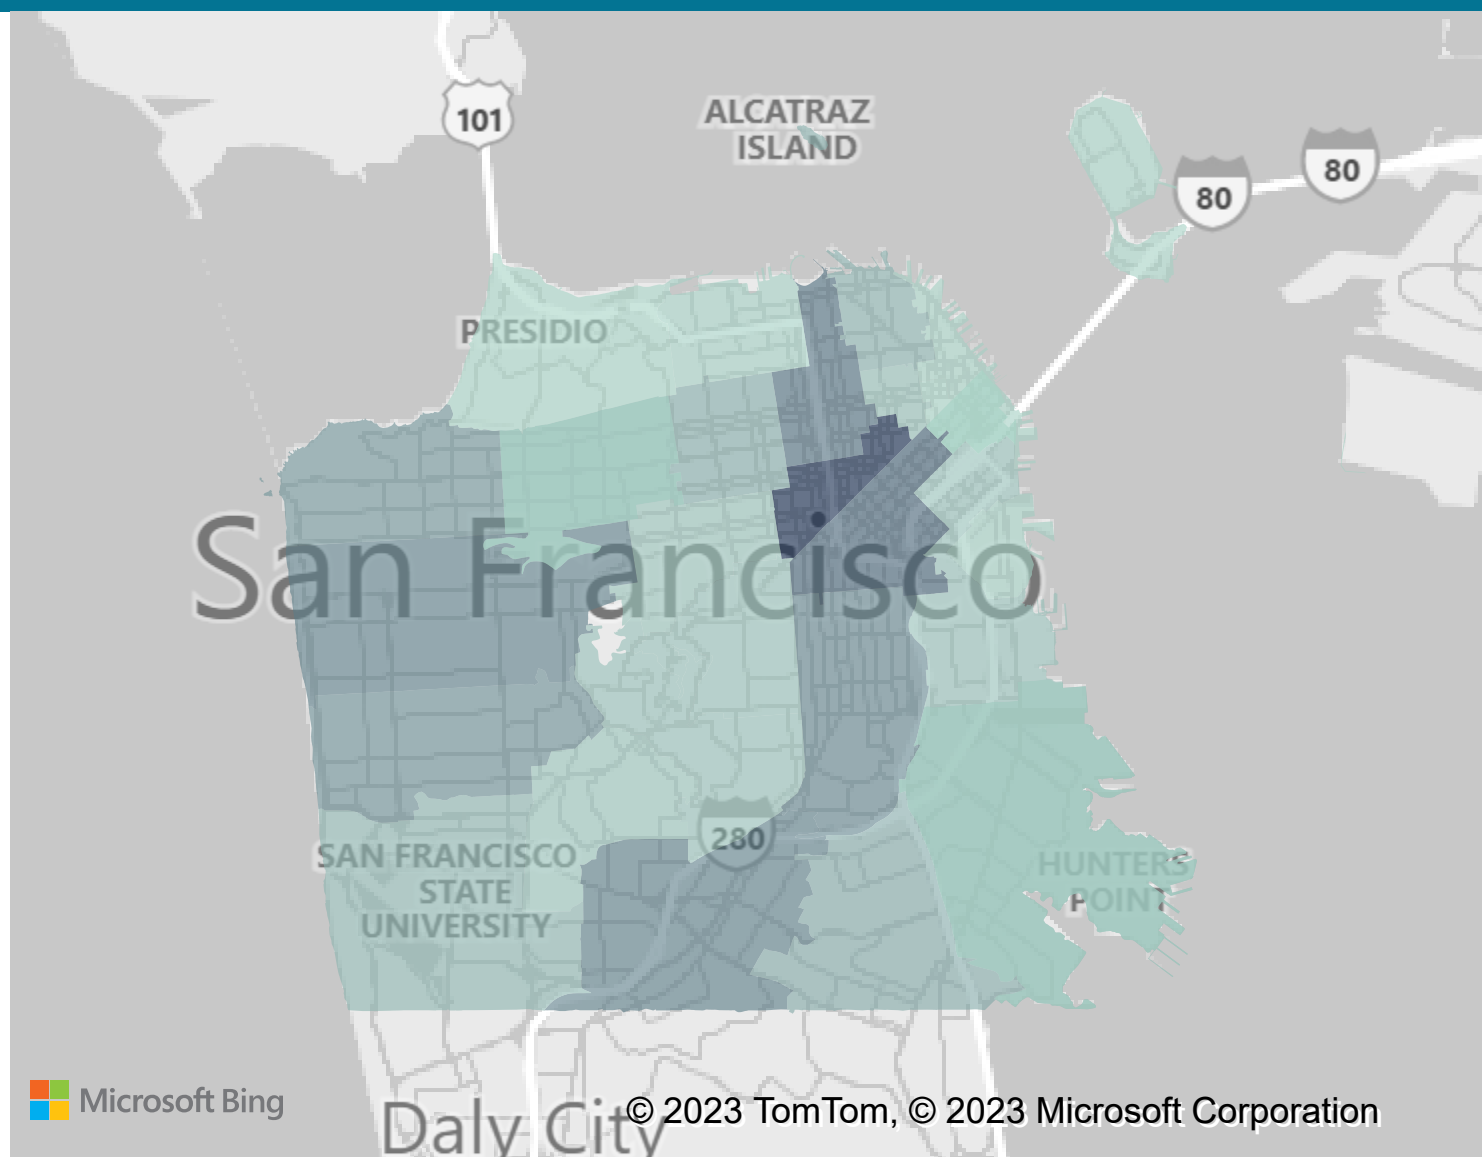 101
ALCATRAZ
ISLAND
80
80
PRESIDIO
San Francisco
280
SAN FRANCISCO
STATE
UNIVERSITY
HUNTERS
POINT
Microsoft Bing
Daly City
© 2023 TomTom, © 2023 Microsoft Corporation